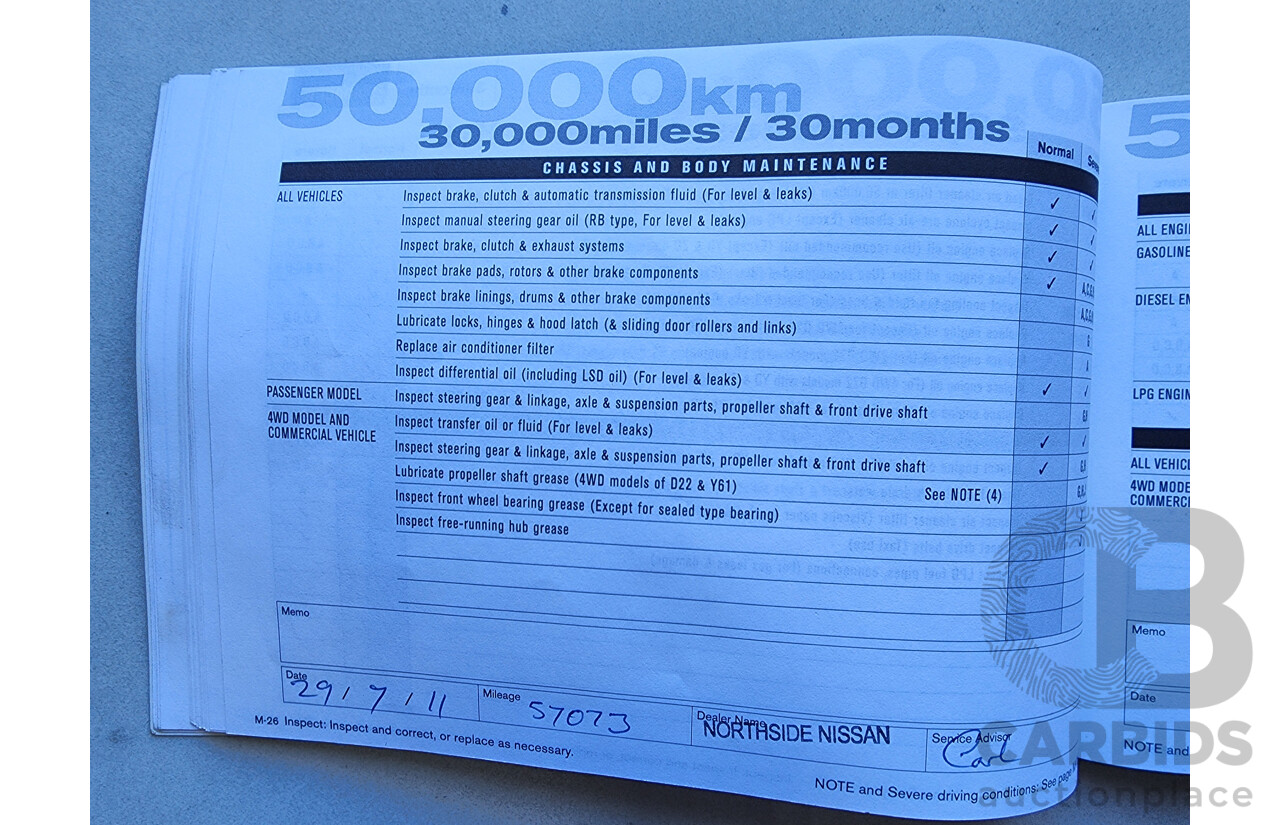 50,000km
30,000miles / 30months
CHASSIS AND BODY MAINTENANCE
Normal
ALL VEHICLES
Inspect brake, clutch & automatic transmission fluid (For level & leaks) ✓
Inspect manual steering gear oil (RB type, For level & leaks) ✓
Inspect brake, clutch & exhaust systems ✓
Inspect brake pads, rotors & other brake components ✓
Inspect brake linings, drums & other brake components
Lubricate locks, hinges & hood latch (& sliding door rollers and links)
Replace air conditioner filter
Inspect differential oil (including LSD oil) (For level & leaks) ✓
PASSENGER MODEL
Inspect steering gear & linkage, axle & suspension parts, propeller shaft & front drive shaft
4WD MODEL AND
COMMERCIAL VEHICLE
Inspect transfer oil or fluid (For level & leaks) ✓
Inspect steering gear & linkage, axle & suspension parts, propeller shaft & front drive shaft ✓
Lubricate propeller shaft grease (4WD models of D22 & Y61) See NOTE (4)
Inspect front wheel bearing grease (Except for sealed type bearing)
Inspect free-running hub grease
Memo
Date 29/7/11
Mileage 57073
Dealer Name NORTHSIDE NISSAN
Service Advisor Carl
M-26 Inspect: Inspect and correct, or replace as necessary.
NOTE and Severe driving conditions: See page
5
ALL ENGI
GASOLINE
DIESEL EN
LPG ENGIN
ALL VEHICL
4WD MODE
COMMERC
Memo
Date
NOTE and
CB
CARBIDS
auctionplace